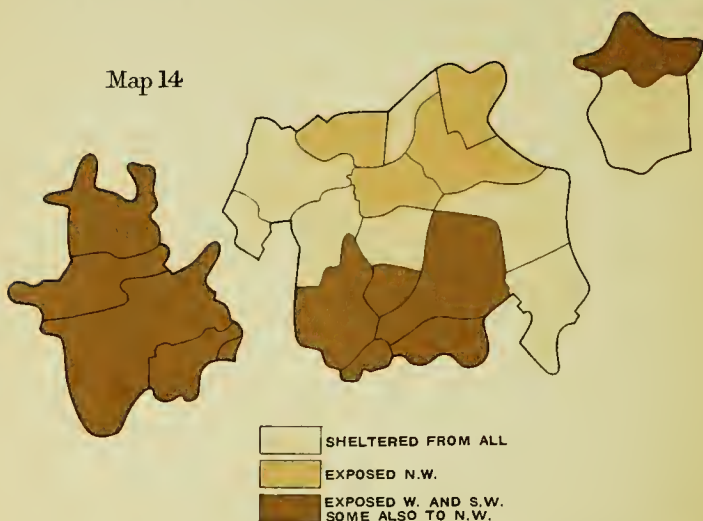 Map 14
SHELTERED FROM ALL
EXPOSED N.W.
EXPOSED W. AND S.W.
SOME ALSO TO N.W.